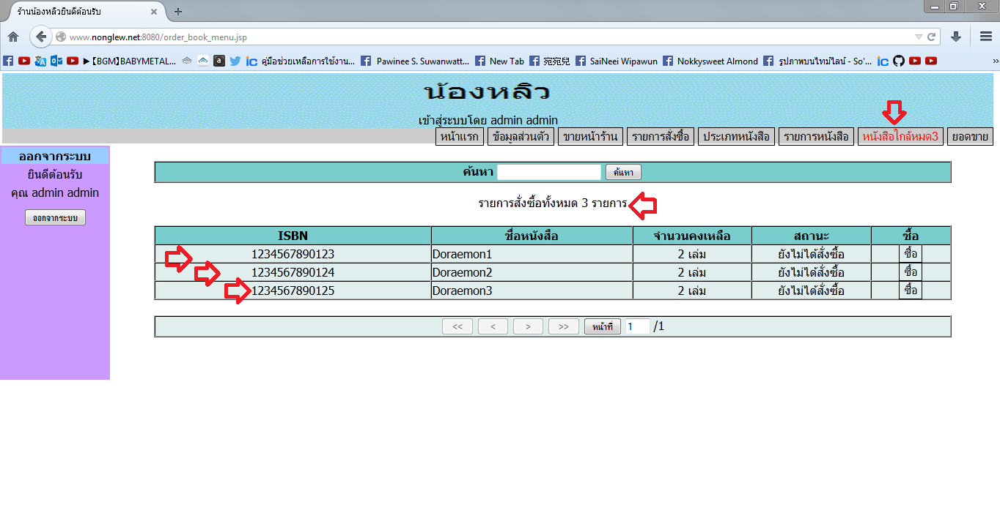 ร้านน้องหลิวยินดีต้อนรับ
www.nonglew.net:8080/order_book_menu.jsp
【BGM】BABYMETAL... a ic คู่มือช่วยเหลือการใช้งาน... Pawinee S. Suwanwatt... New Tab 宛宛兒 SaiNeei Wipawun Nokkysweet Almond รูปภาพบนไทม์ไลน์ - So'... ic »
น้องหลิว
เข้าสู่ระบบโดย admin admin
หน้าแรก ข้อมูลส่วนตัว ขายหน้าร้าน รายการสั่งซื้อ ประเภทหนังสือ รายการหนังสือ หนังสือใกล้หมด3 ยอดขาย
ออกจากระบบ
ยินดีต้อนรับ
คุณ admin admin
ออกจากระบบ
ค้นหา ค้นหา
รายการสั่งซื้อทั้งหมด 3 รายการ
ISBN ชื่อหนังสือ จำนวนคงเหลือ สถานะ ซื้อ
1234567890123 Doraemon1 2 เล่ม ยังไม่ได้สั่งซื้อ ซื้อ
1234567890124 Doraemon2 2 เล่ม ยังไม่ได้สั่งซื้อ ซื้อ
1234567890125 Doraemon3 2 เล่ม ยังไม่ได้สั่งซื้อ ซื้อ
<< < > >> หน้าที่ 1 /1